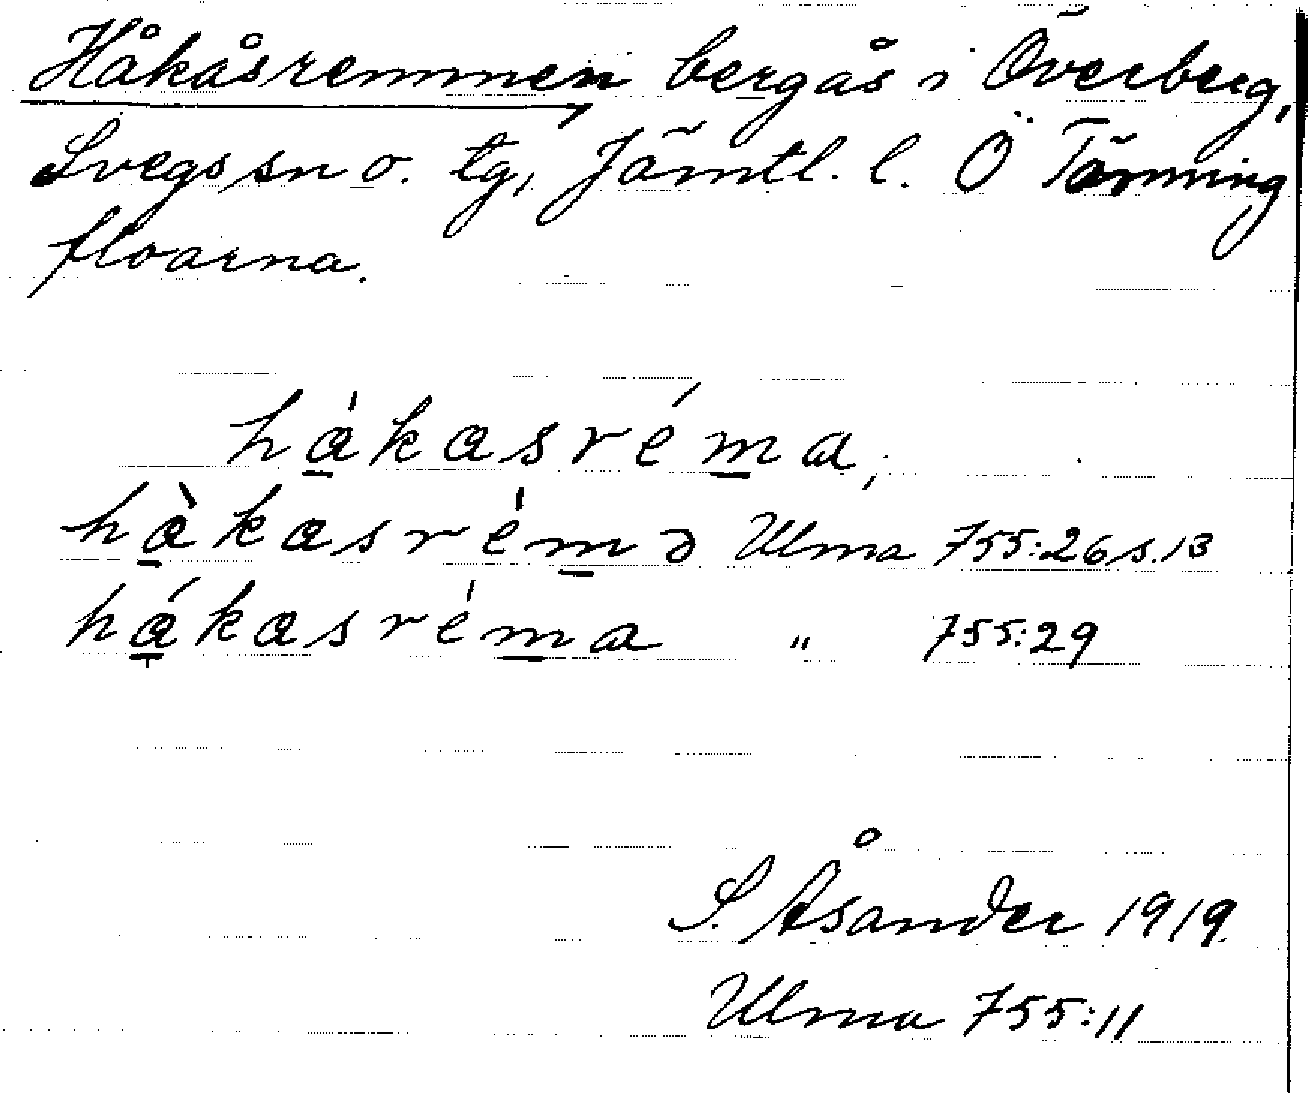 Håkåsremmen bergås i Överberg,
Svegs sn o. tg, Jämtl. l. Ö Tänning
floarna.
håkasréma,
hàkasrémə Ulma 755:26 s. 13
hákasréma " 755:29
S. Åsander 1919
Ulma 755:11